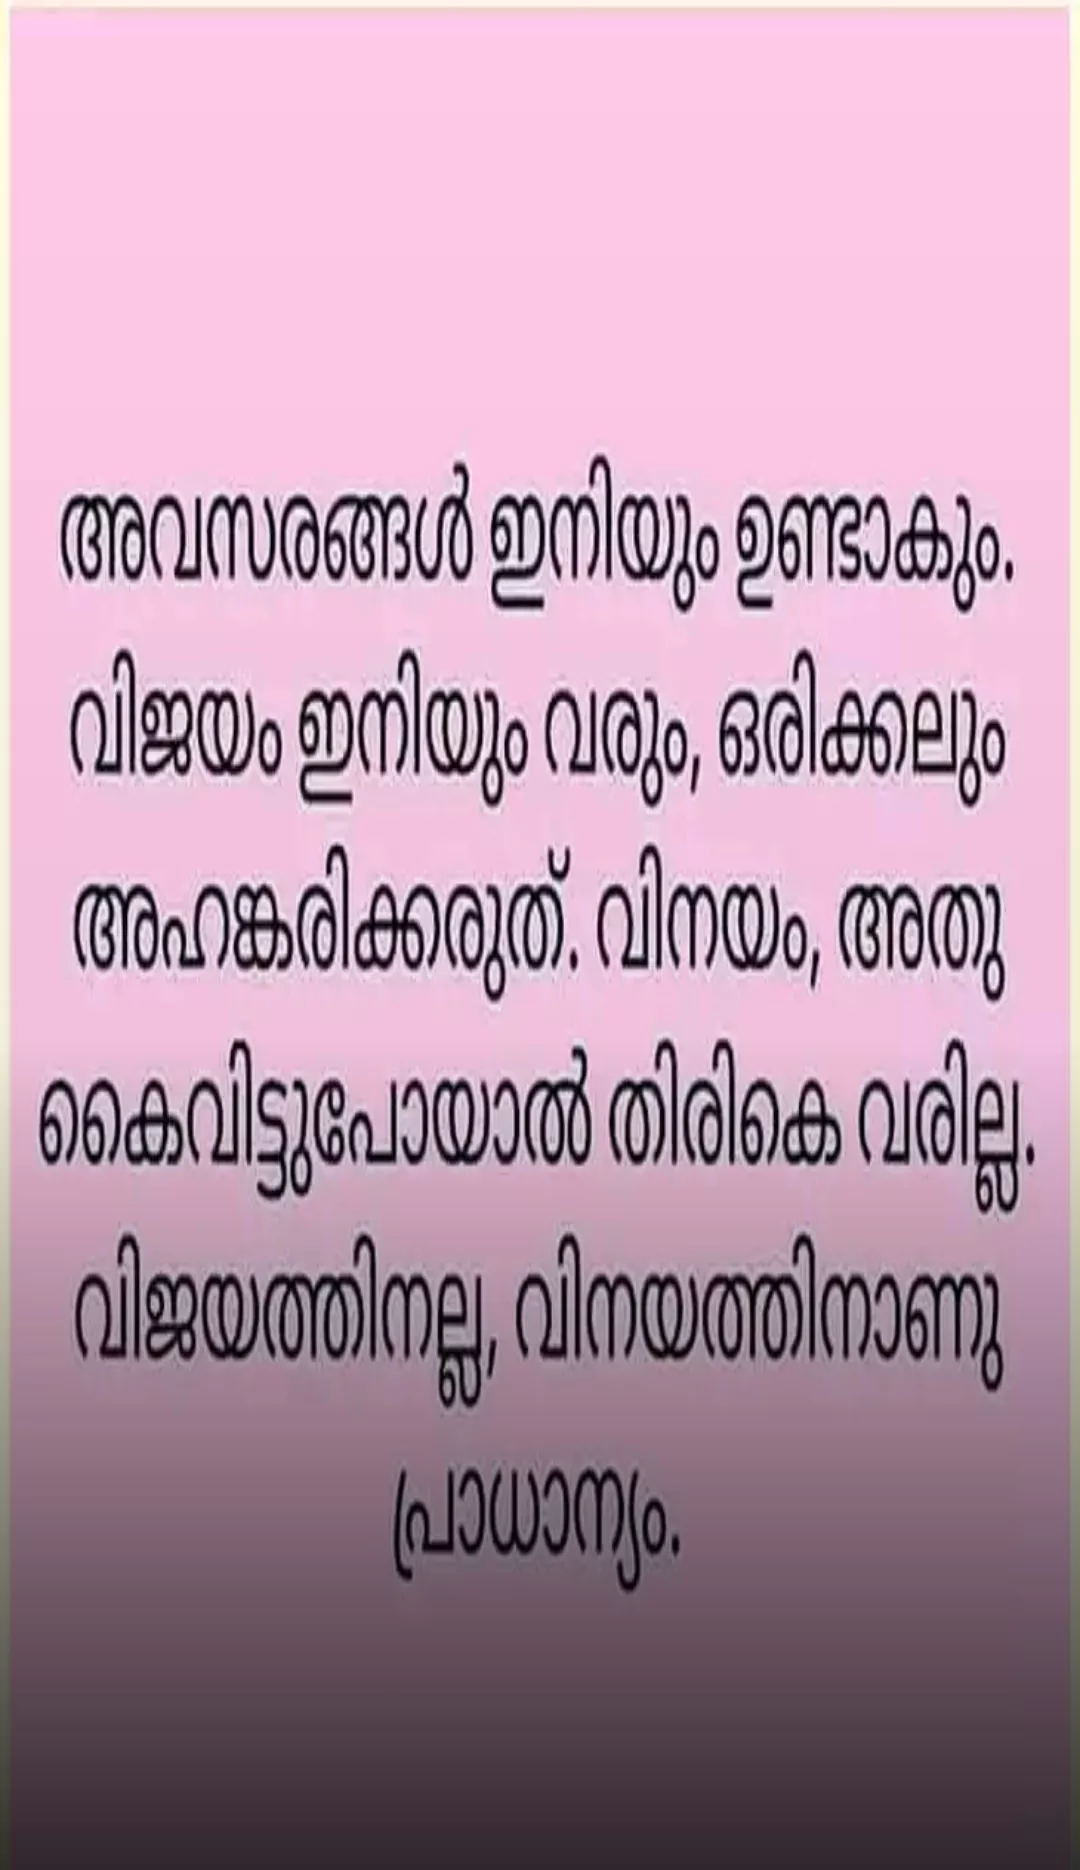 അവസരങ്ങൾ ഇനിയും ഉണ്ടാകും.
വിജയം ഇനിയും വരും, ഒരിക്കലും
അഹങ്കരിക്കരുത്. വിനയം, അതു
കൈവിട്ടുപോയാൽ തിരികെ വരില്ല.
വിജയത്തിനല്ല, വിനയത്തിനാണു
പ്രാധാന്യം.